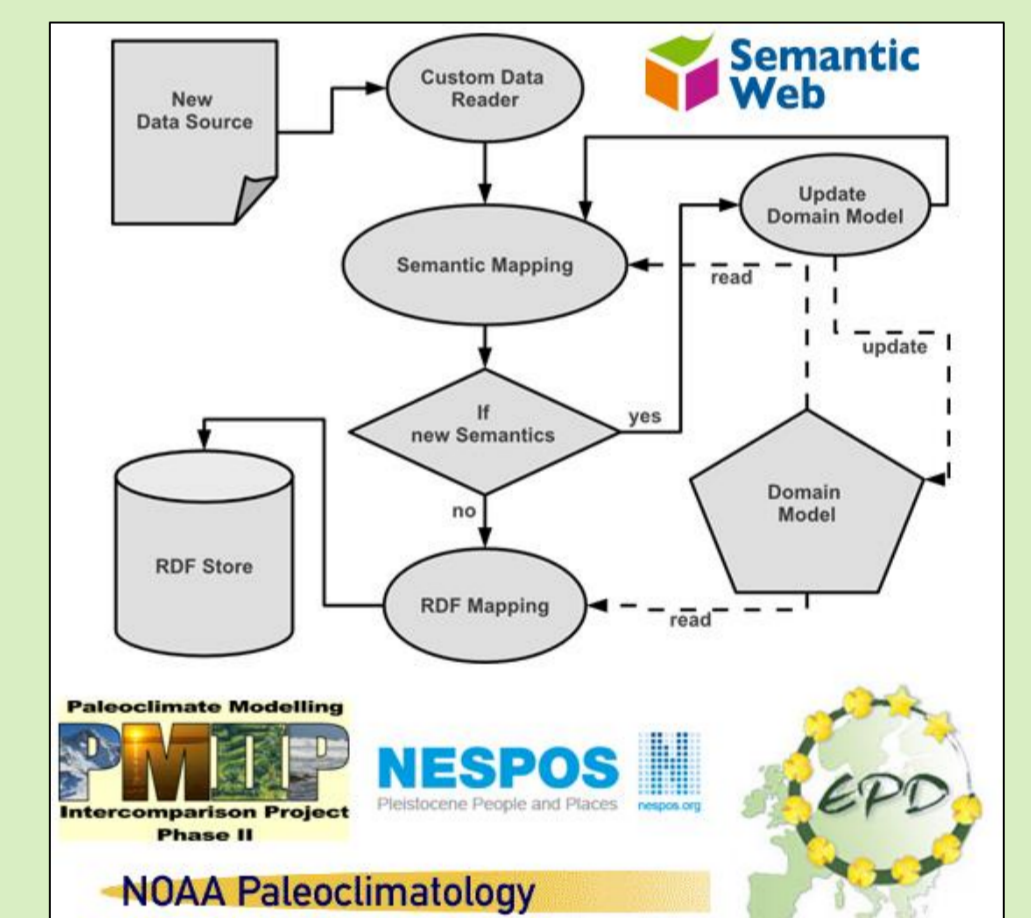 New
Data Source
Custom Data
Reader
Semantic
Web
Update
Domain Model
Semantic Mapping
read
update
If
new Semantics
yes
Domain
Model
no
RDF Store
RDF Mapping
read
Paleoclimate Modelling
PMIP
Intercomparison Project
Phase II
NESPOS
Pleistocene People and Places
nespos.org
EPD
NOAA Paleoclimatology